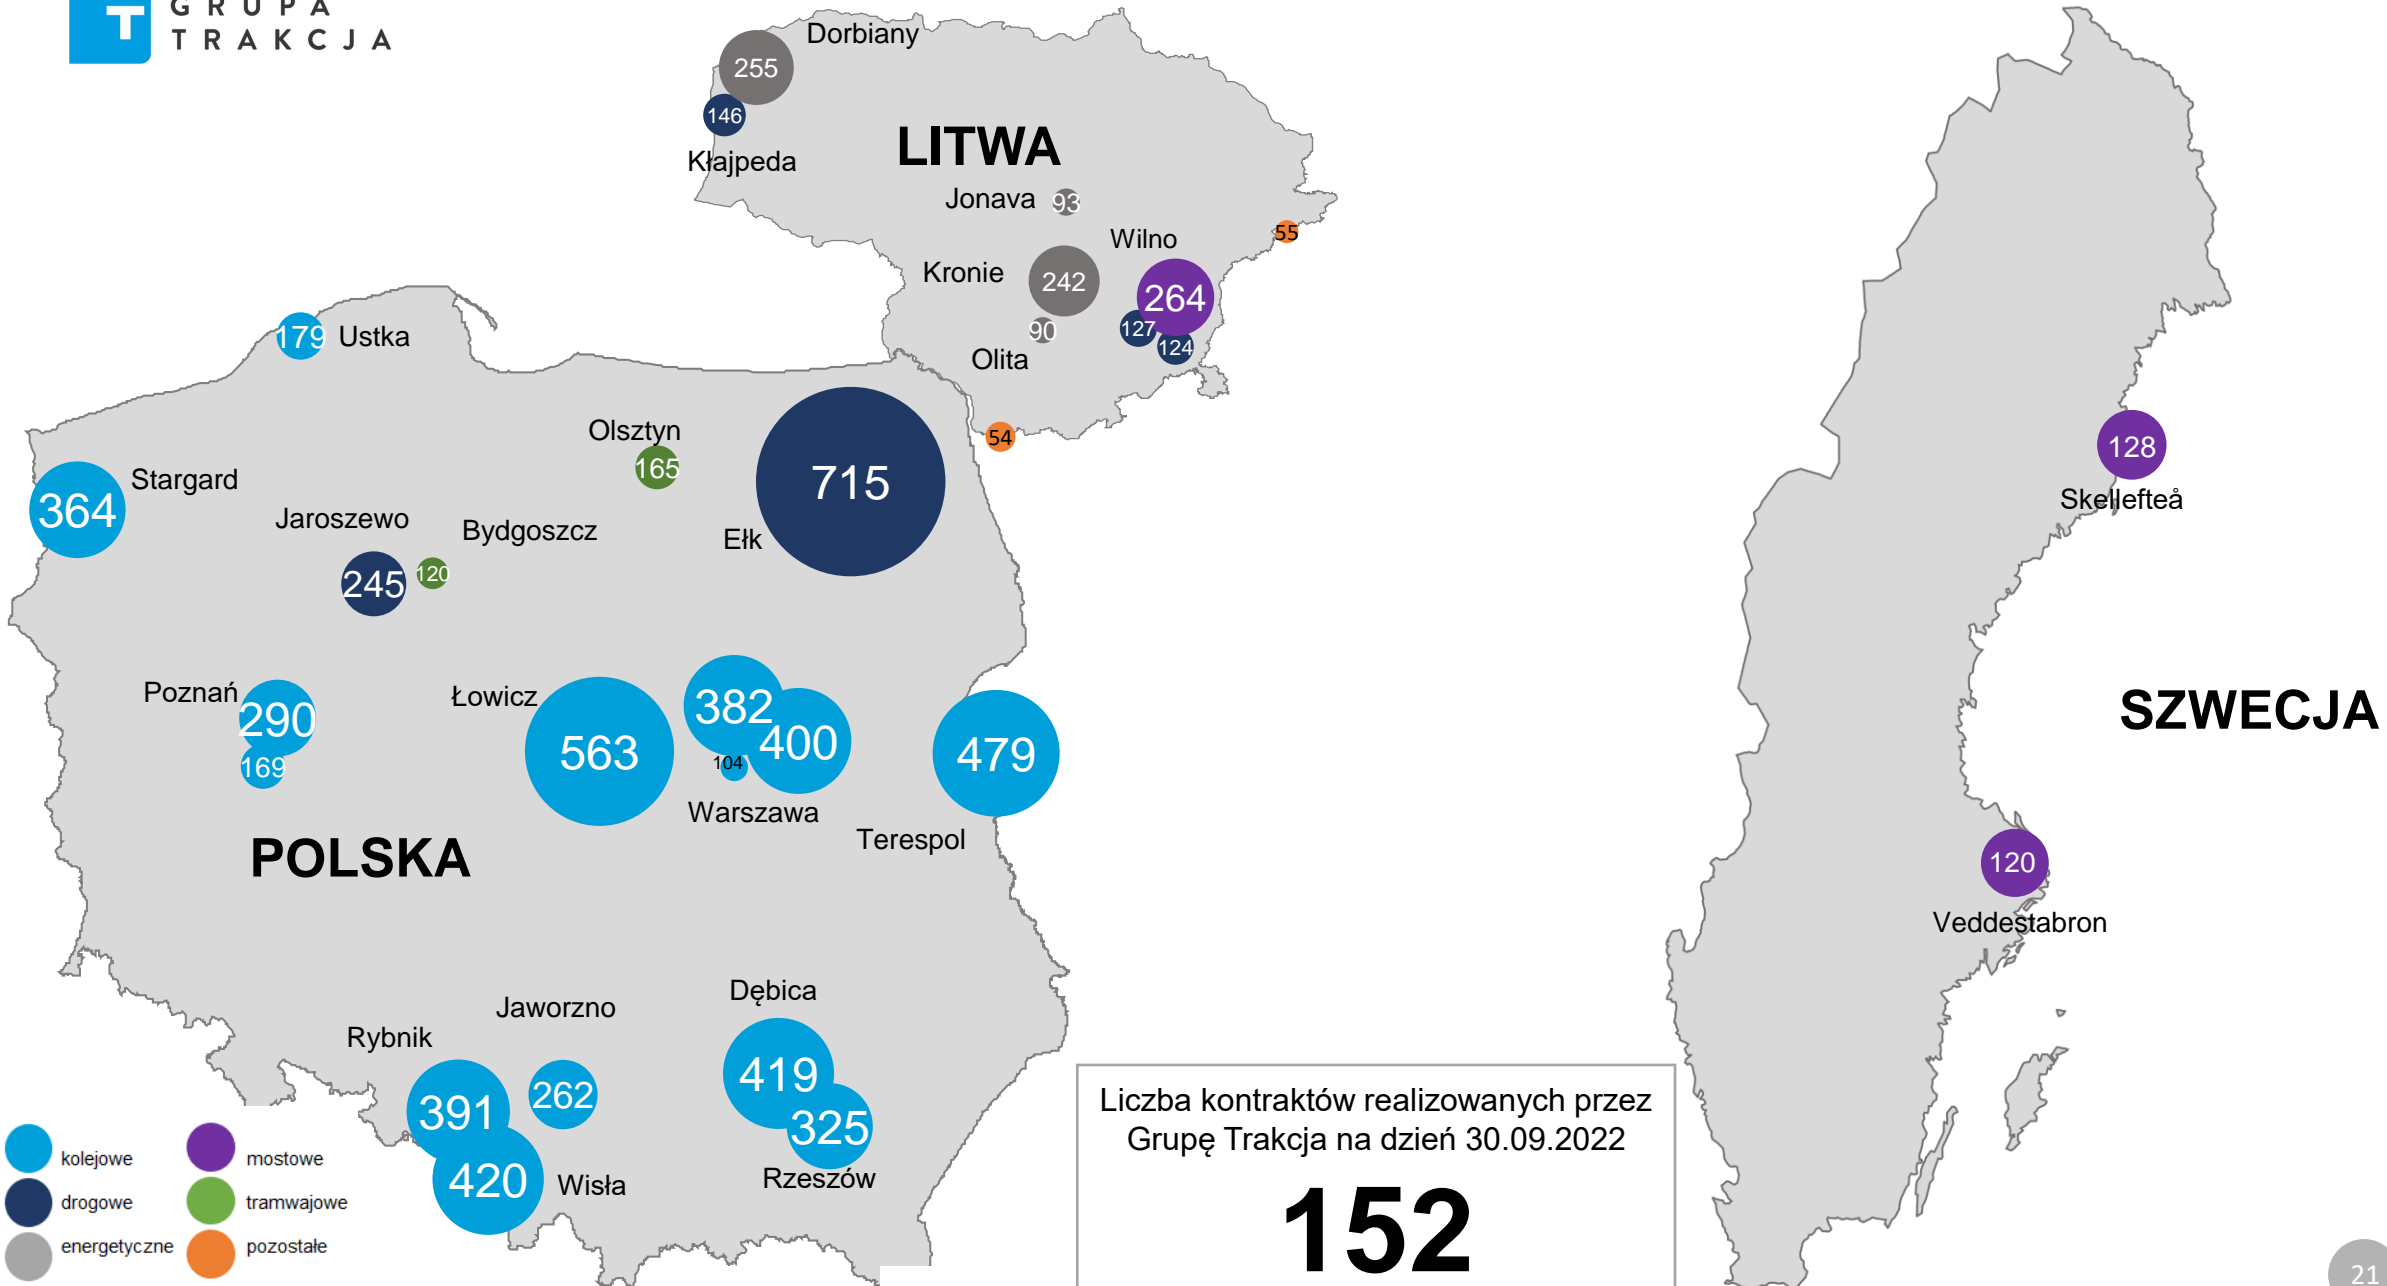 GRUPA
TRAKCJA
Dorbiany
255
146
Kłajpeda
LITWA
Jonava
93
55
Wilno
Kronie
242
264
127
124
90
Olita
54
179
Ustka
Olsztyn
165
715
Ełk
Stargard
364
Jaroszewo
Bydgoszcz
245
120
128
Skellefteå
Poznań
290
169
Łowicz
563
382
400
104
Warszawa
479
Terespol
SZWECJA
POLSKA
120
Veddestabron
Dębica
Jaworzno
Rybnik
419
325
Rzeszów
262
391
420
Wisła
kolejowe
mostowe
drogowe
tramwajowe
energetyczne
pozostałe
Liczba kontraktów realizowanych przez
Grupę Trakcja na dzień 30.09.2022
152
21